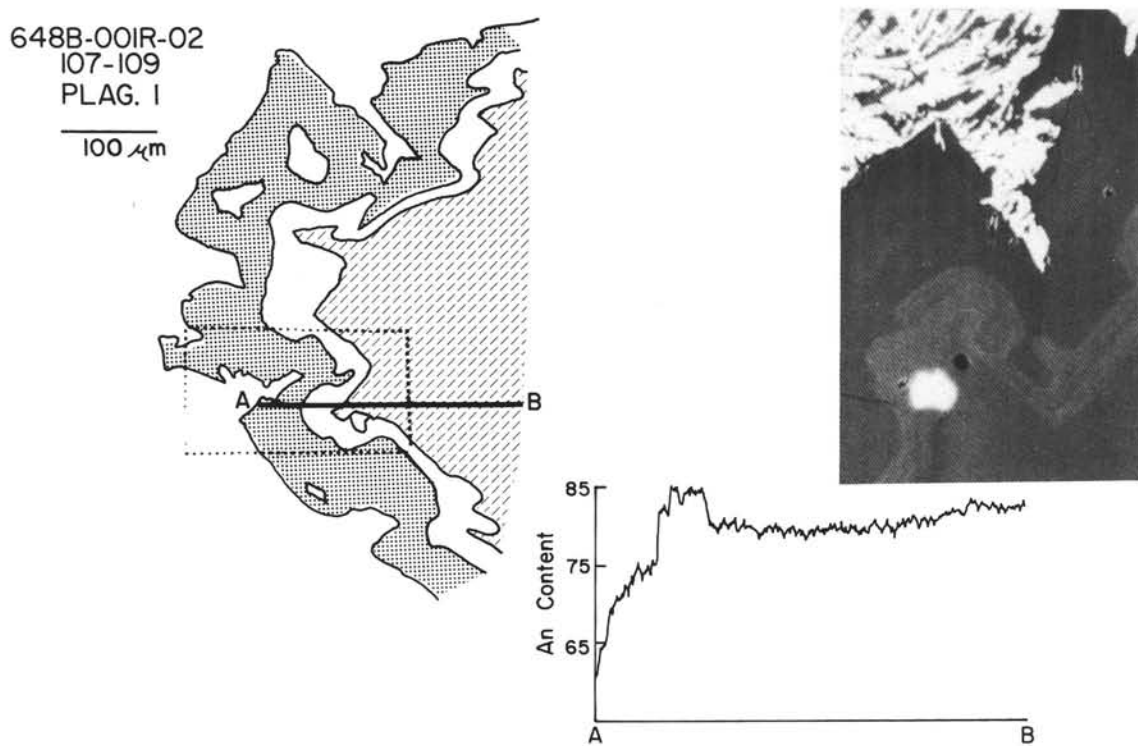 648B-001R-02
107-109
PLAG. 1
100 µm
A
B
85
75
65
An Content
A
B